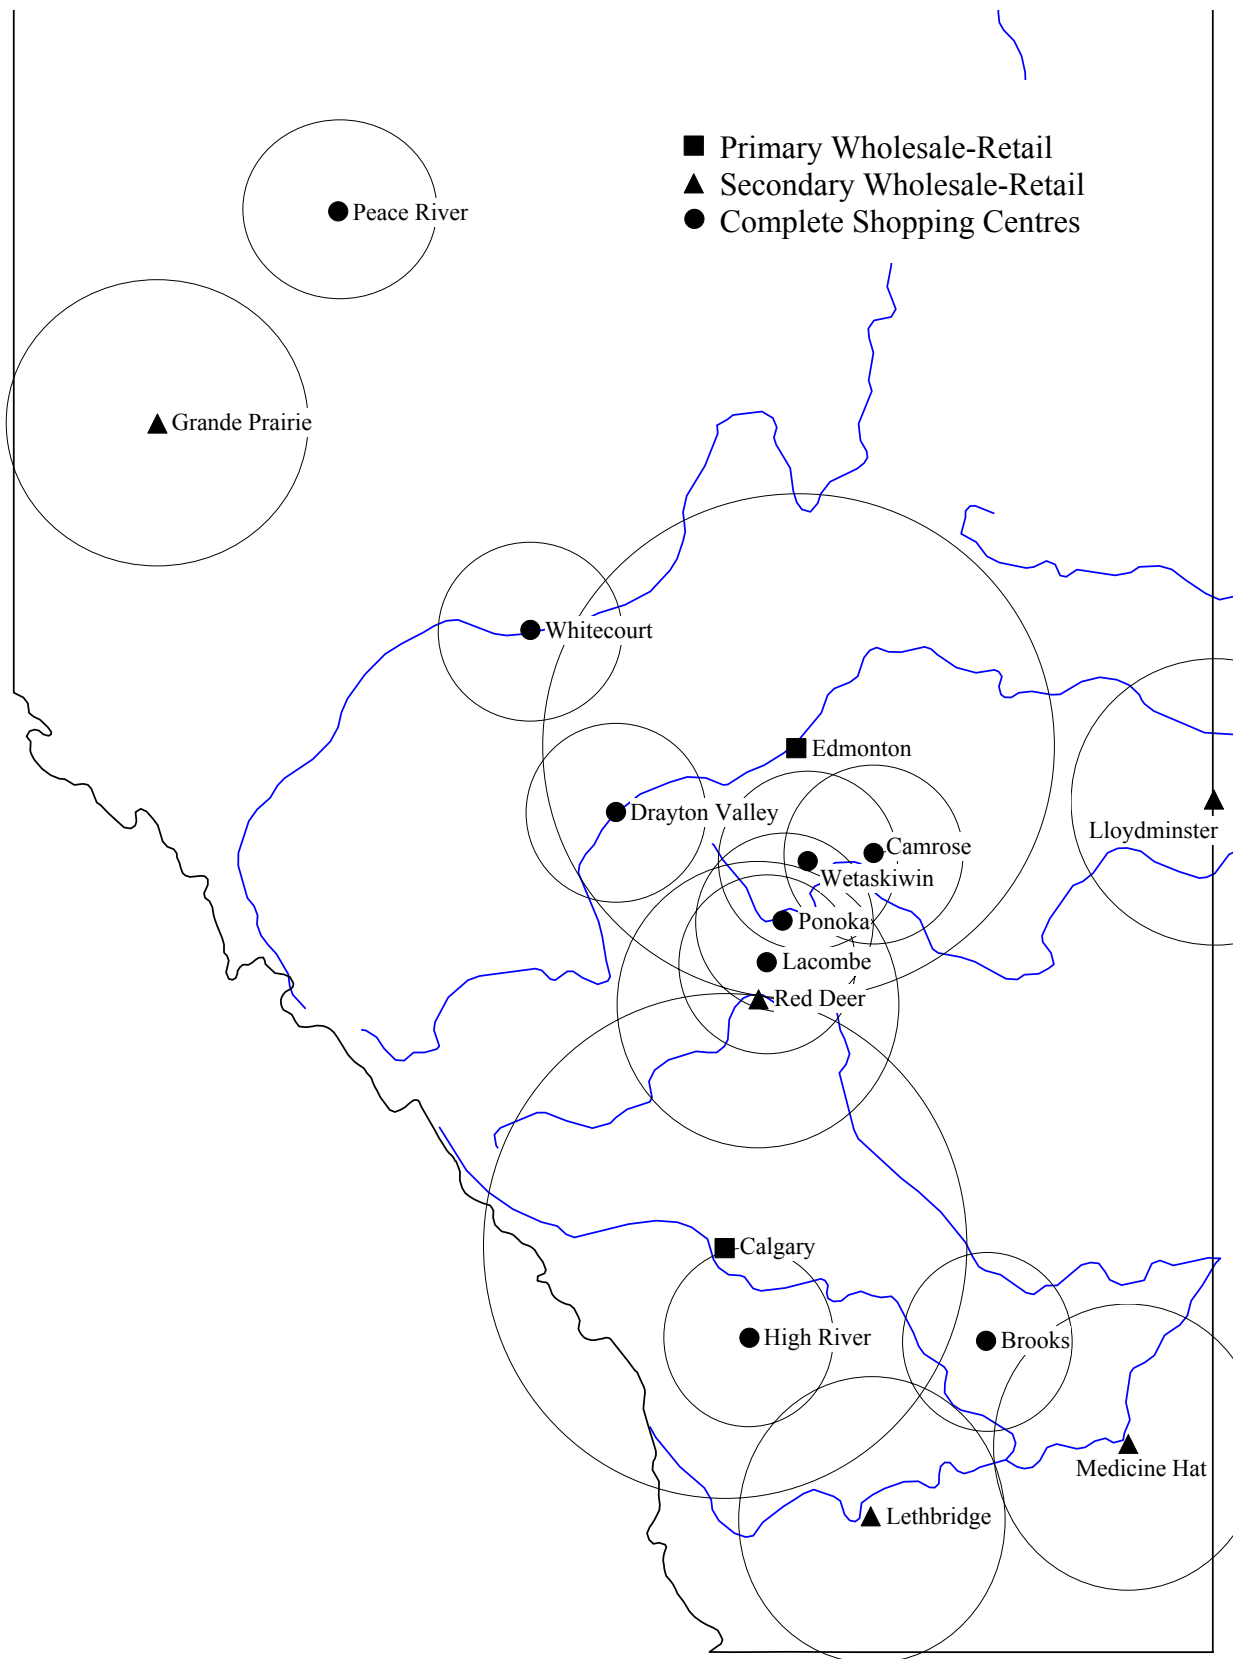 Primary Wholesale-Retail
Secondary Wholesale-Retail
Complete Shopping Centres
Peace River
Grande Prairie
Whitecourt
Edmonton
Drayton Valley
Lloydminster
Camrose
Wetaskiwin
Ponoka
Lacombe
Red Deer
Calgary
High River
Brooks
Medicine Hat
Lethbridge